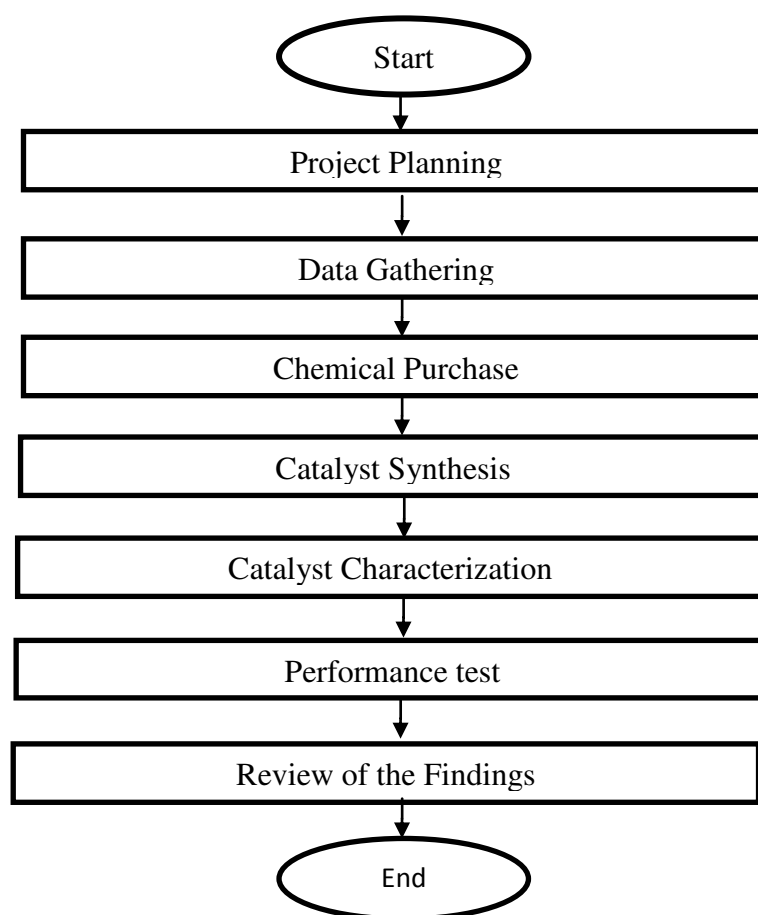 Start
Project Planning
Data Gathering
Chemical Purchase
Catalyst Synthesis
Catalyst Characterization
Performance test
Review of the Findings
End